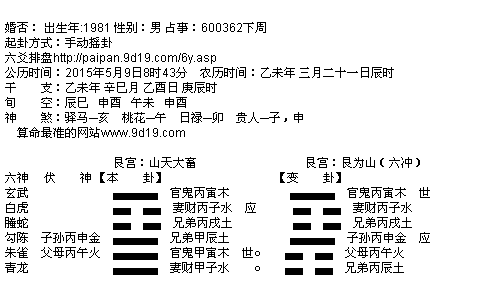 婚否： 出生年:1981 性别：男 占亊：600362下周
起卦方式：手动摇卦
六爻排盘http://paipan.9d19.com/6y.asp
公历时间：2015年5月9日8时43分 农历时间：乙未年 三月二十一日辰时
干 支：乙未年 辛巳月 乙酉日 庚辰时
旬 空：辰巳 申酉 午未 申酉
神 煞：驿马—亥 桃花—午 日禄—卯 贵人—子，申
算命最准的网站www.9d19.com
艮宫：山天大畜 艮宫：艮为山（六冲）
六神 伏 神【本 卦】 【变 卦】
玄武 官鬼丙寅木 官鬼丙寅木 世
白虎 妻财丙子水 应 妻财丙子水
螣蛇 兄弟丙戌土 兄弟丙戌土
勾陈 子孙丙申金 兄弟甲辰土 子孙丙申金 应
朱雀 父母丙午火 官鬼甲寅木 世○ 父母丙午火
青龙 妻财甲子水 ○ 兄弟丙辰土